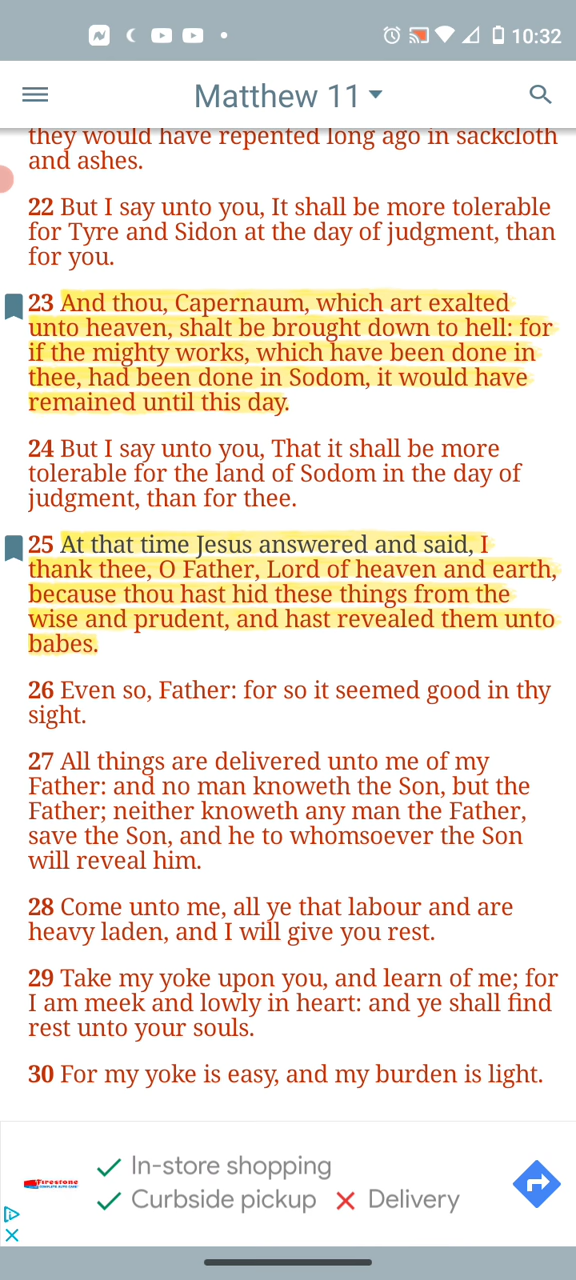 10:32
Matthew 11
they would have repented long ago in sackcloth
and ashes.
22 But I say unto you, It shall be more tolerable
for Tyre and Sidon at the day of judgment, than
for you.
23 And thou, Capernaum, which art exalted
unto heaven, shalt be brought down to hell: for
if the mighty works, which have been done in
thee, had been done in Sodom, it would have
remained until this day.
24 But I say unto you, That it shall be more
tolerable for the land of Sodom in the day of
judgment, than for thee.
25 At that time Jesus answered and said, I
thank thee, O Father, Lord of heaven and earth,
because thou hast hid these things from the
wise and prudent, and hast revealed them unto
babes.
26 Even so, Father: for so it seemed good in thy
sight.
27 All things are delivered unto me of my
Father: and no man knoweth the Son, but the
Father; neither knoweth any man the Father,
save the Son, and he to whomsoever the Son
will reveal him.
28 Come unto me, all ye that labour and are
heavy laden, and I will give you rest.
29 Take my yoke upon you, and learn of me; for
I am meek and lowly in heart: and ye shall find
rest unto your souls.
30 For my yoke is easy, and my burden is light.
Firestone
COMPLETE AUTO CARE
In-store shopping
Curbside pickup Delivery